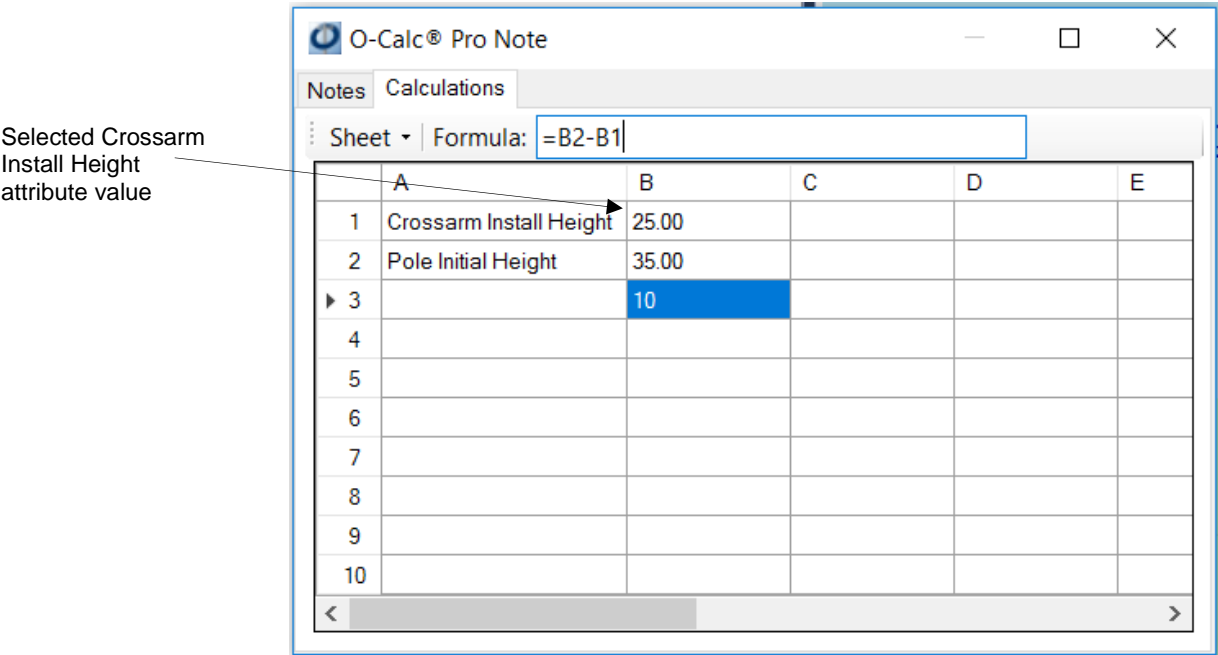 O-Calc® Pro Note
Notes Calculations
Selected Crossarm
Install Height
attribute value
Sheet Formula: =B2-B1
A B C D E
1 Crossarm Install Height 25.00
2 Pole Initial Height 35.00
3 10
4
5
6
7
8
9
10